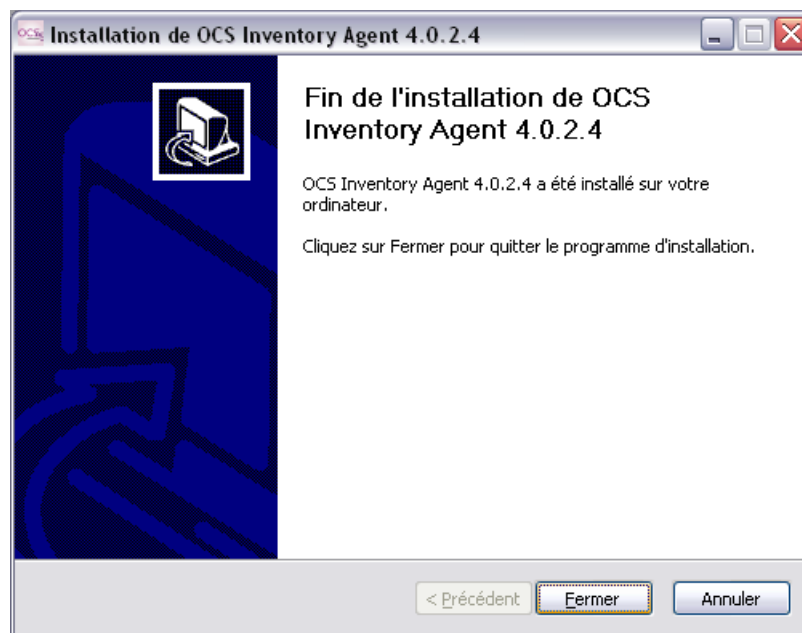 OCS Installation de OCS Inventory Agent 4.0.2.4
Fin de l'installation de OCS
Inventory Agent 4.0.2.4
OCS Inventory Agent 4.0.2.4 a été installé sur votre
ordinateur.
Cliquez sur Fermer pour quitter le programme d'installation.
< Précédent
Fermer
Annuler